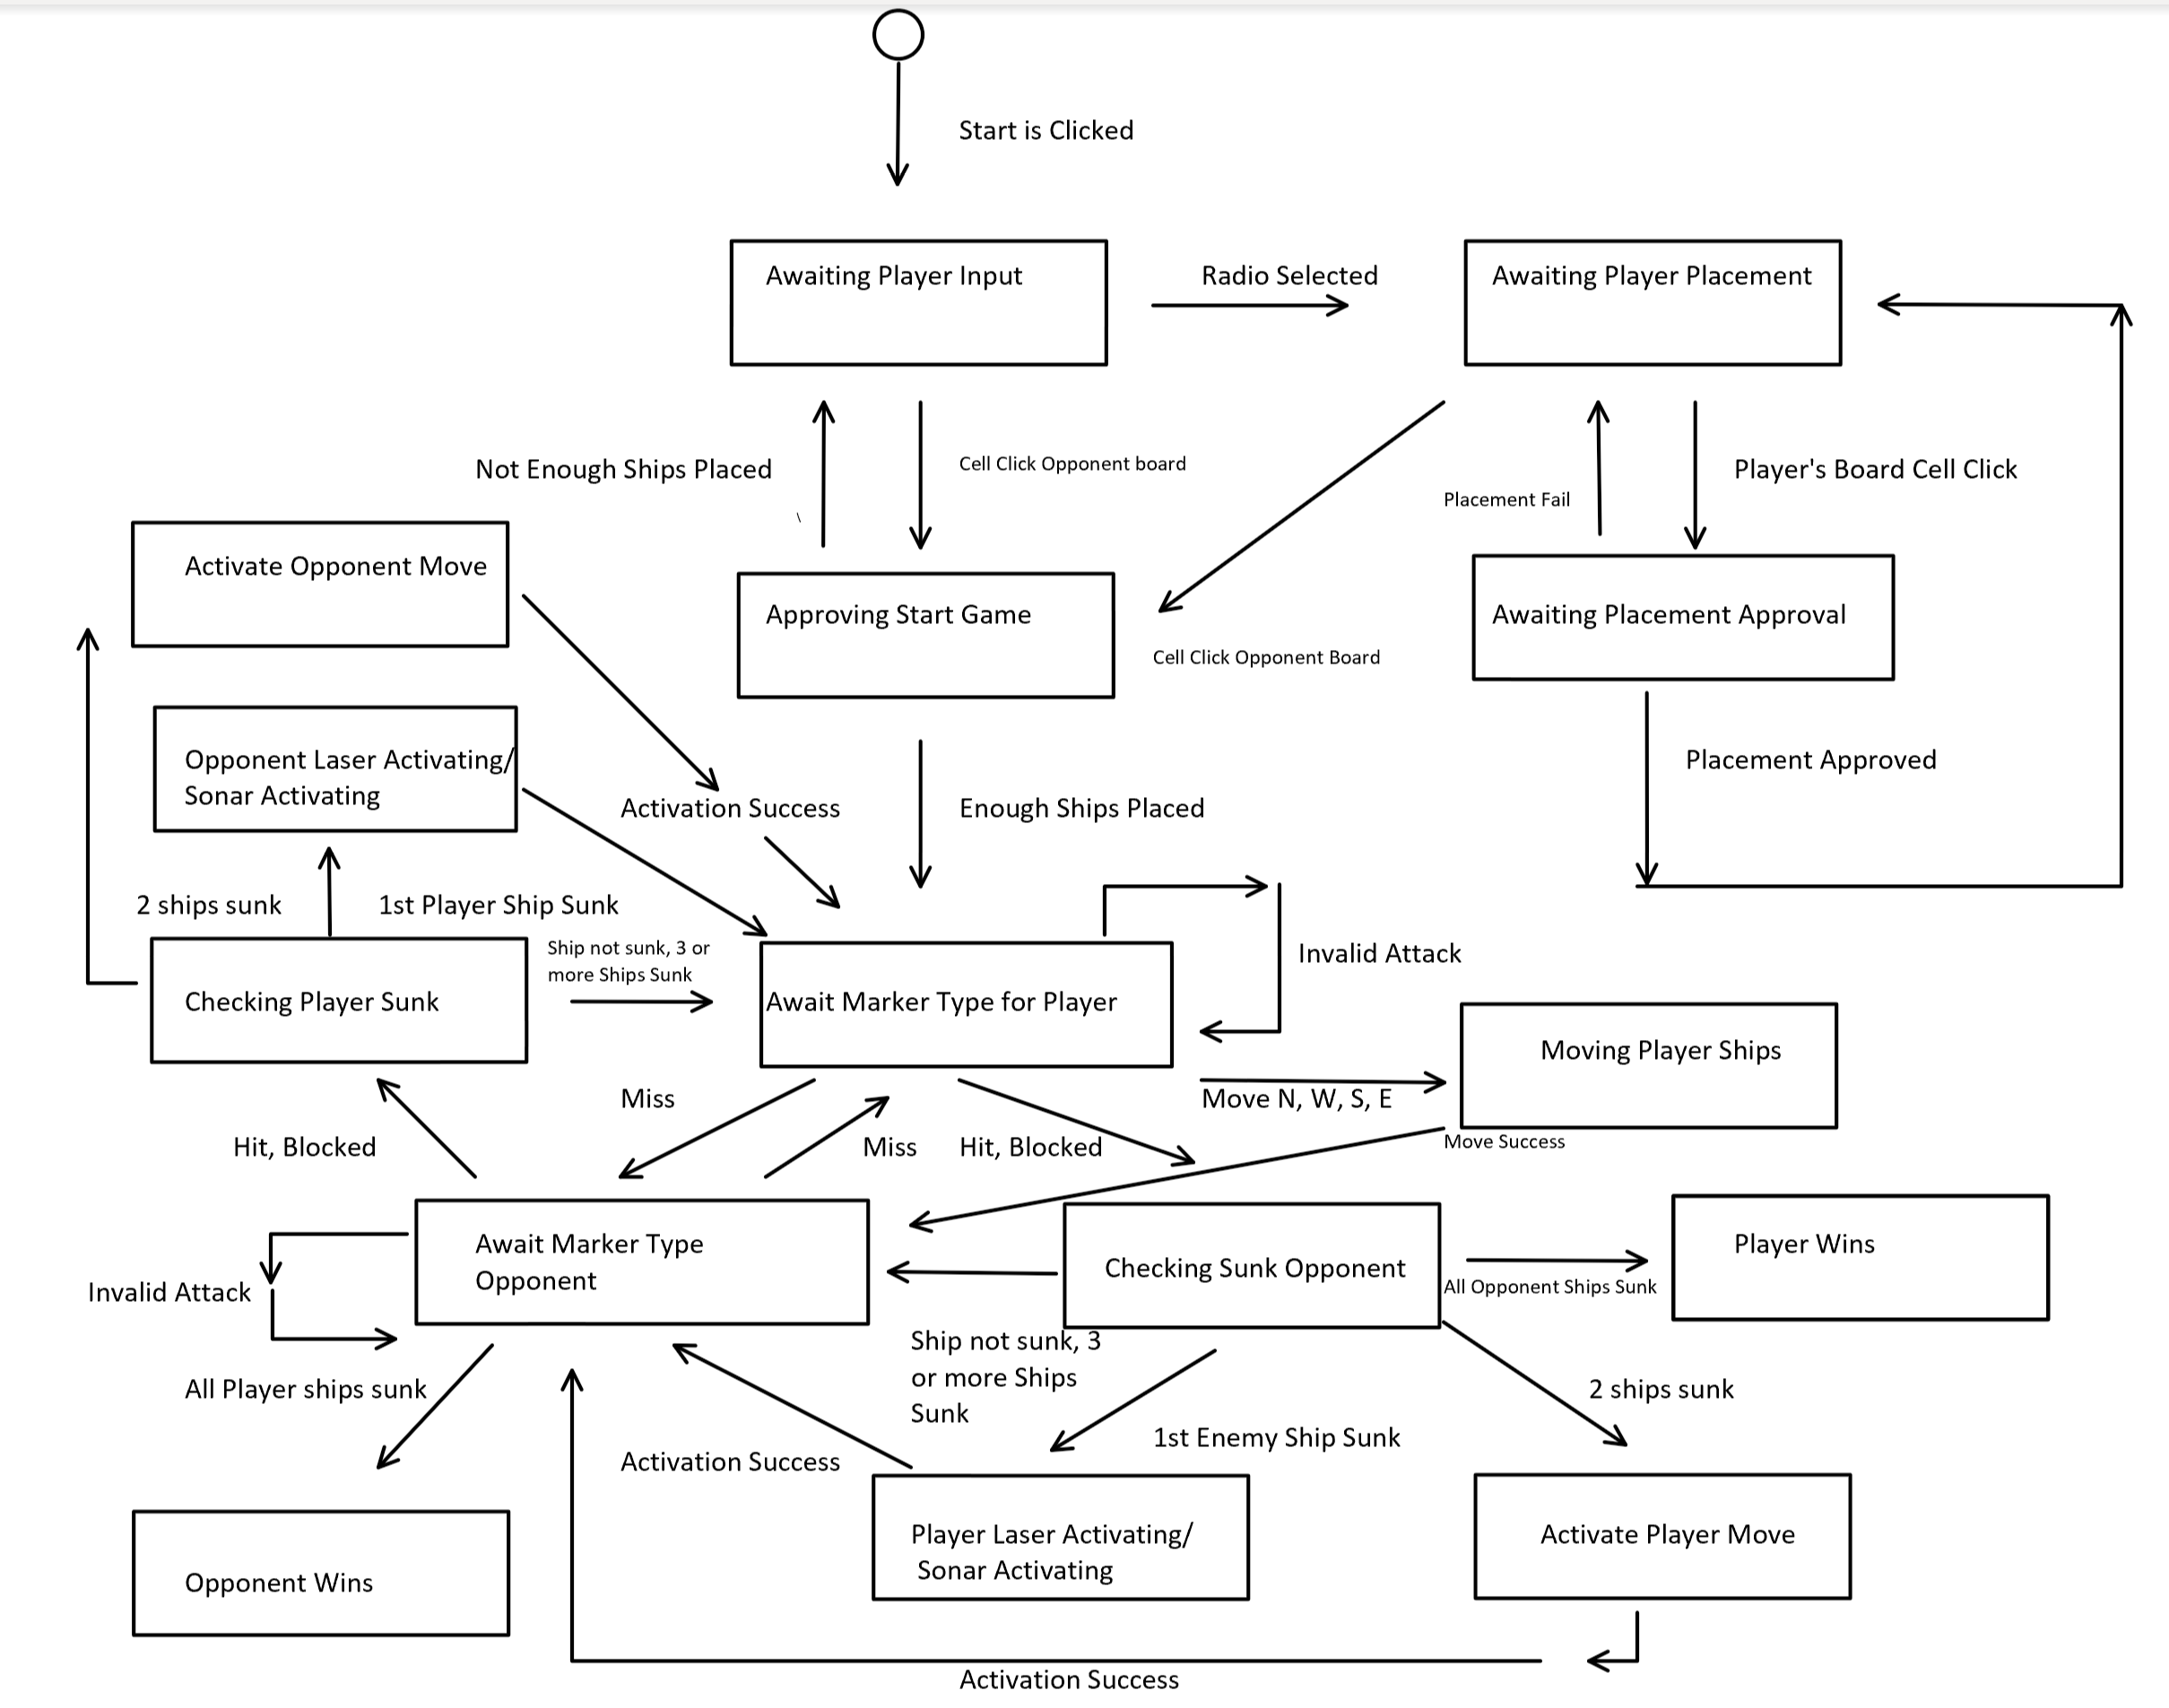 Start is Clicked
Awaiting Player Input
Radio Selected
Awaiting Player Placement
Not Enough Ships Placed
Cell Click Opponent board
Placement Fail
Player's Board Cell Click
\
Activate Opponent Move
Approving Start Game
Awaiting Placement Approval
Cell Click Opponent Board
Opponent Laser Activating/
Sonar Activating
Activation Success
Enough Ships Placed
Placement Approved
2 ships sunk
1st Player Ship Sunk
Ship not sunk, 3 or
more Ships Sunk
Invalid Attack
Checking Player Sunk
Await Marker Type for Player
Moving Player Ships
Miss
Move N, W, S, E
Hit, Blocked
Miss
Hit, Blocked
Move Success
Await Marker Type
Opponent
Checking Sunk Opponent
Player Wins
Invalid Attack
All Opponent Ships Sunk
Ship not sunk, 3
or more Ships
Sunk
All Player ships sunk
2 ships sunk
1st Enemy Ship Sunk
Activation Success
Player Laser Activating/
Sonar Activating
Activate Player Move
Opponent Wins
Activation Success